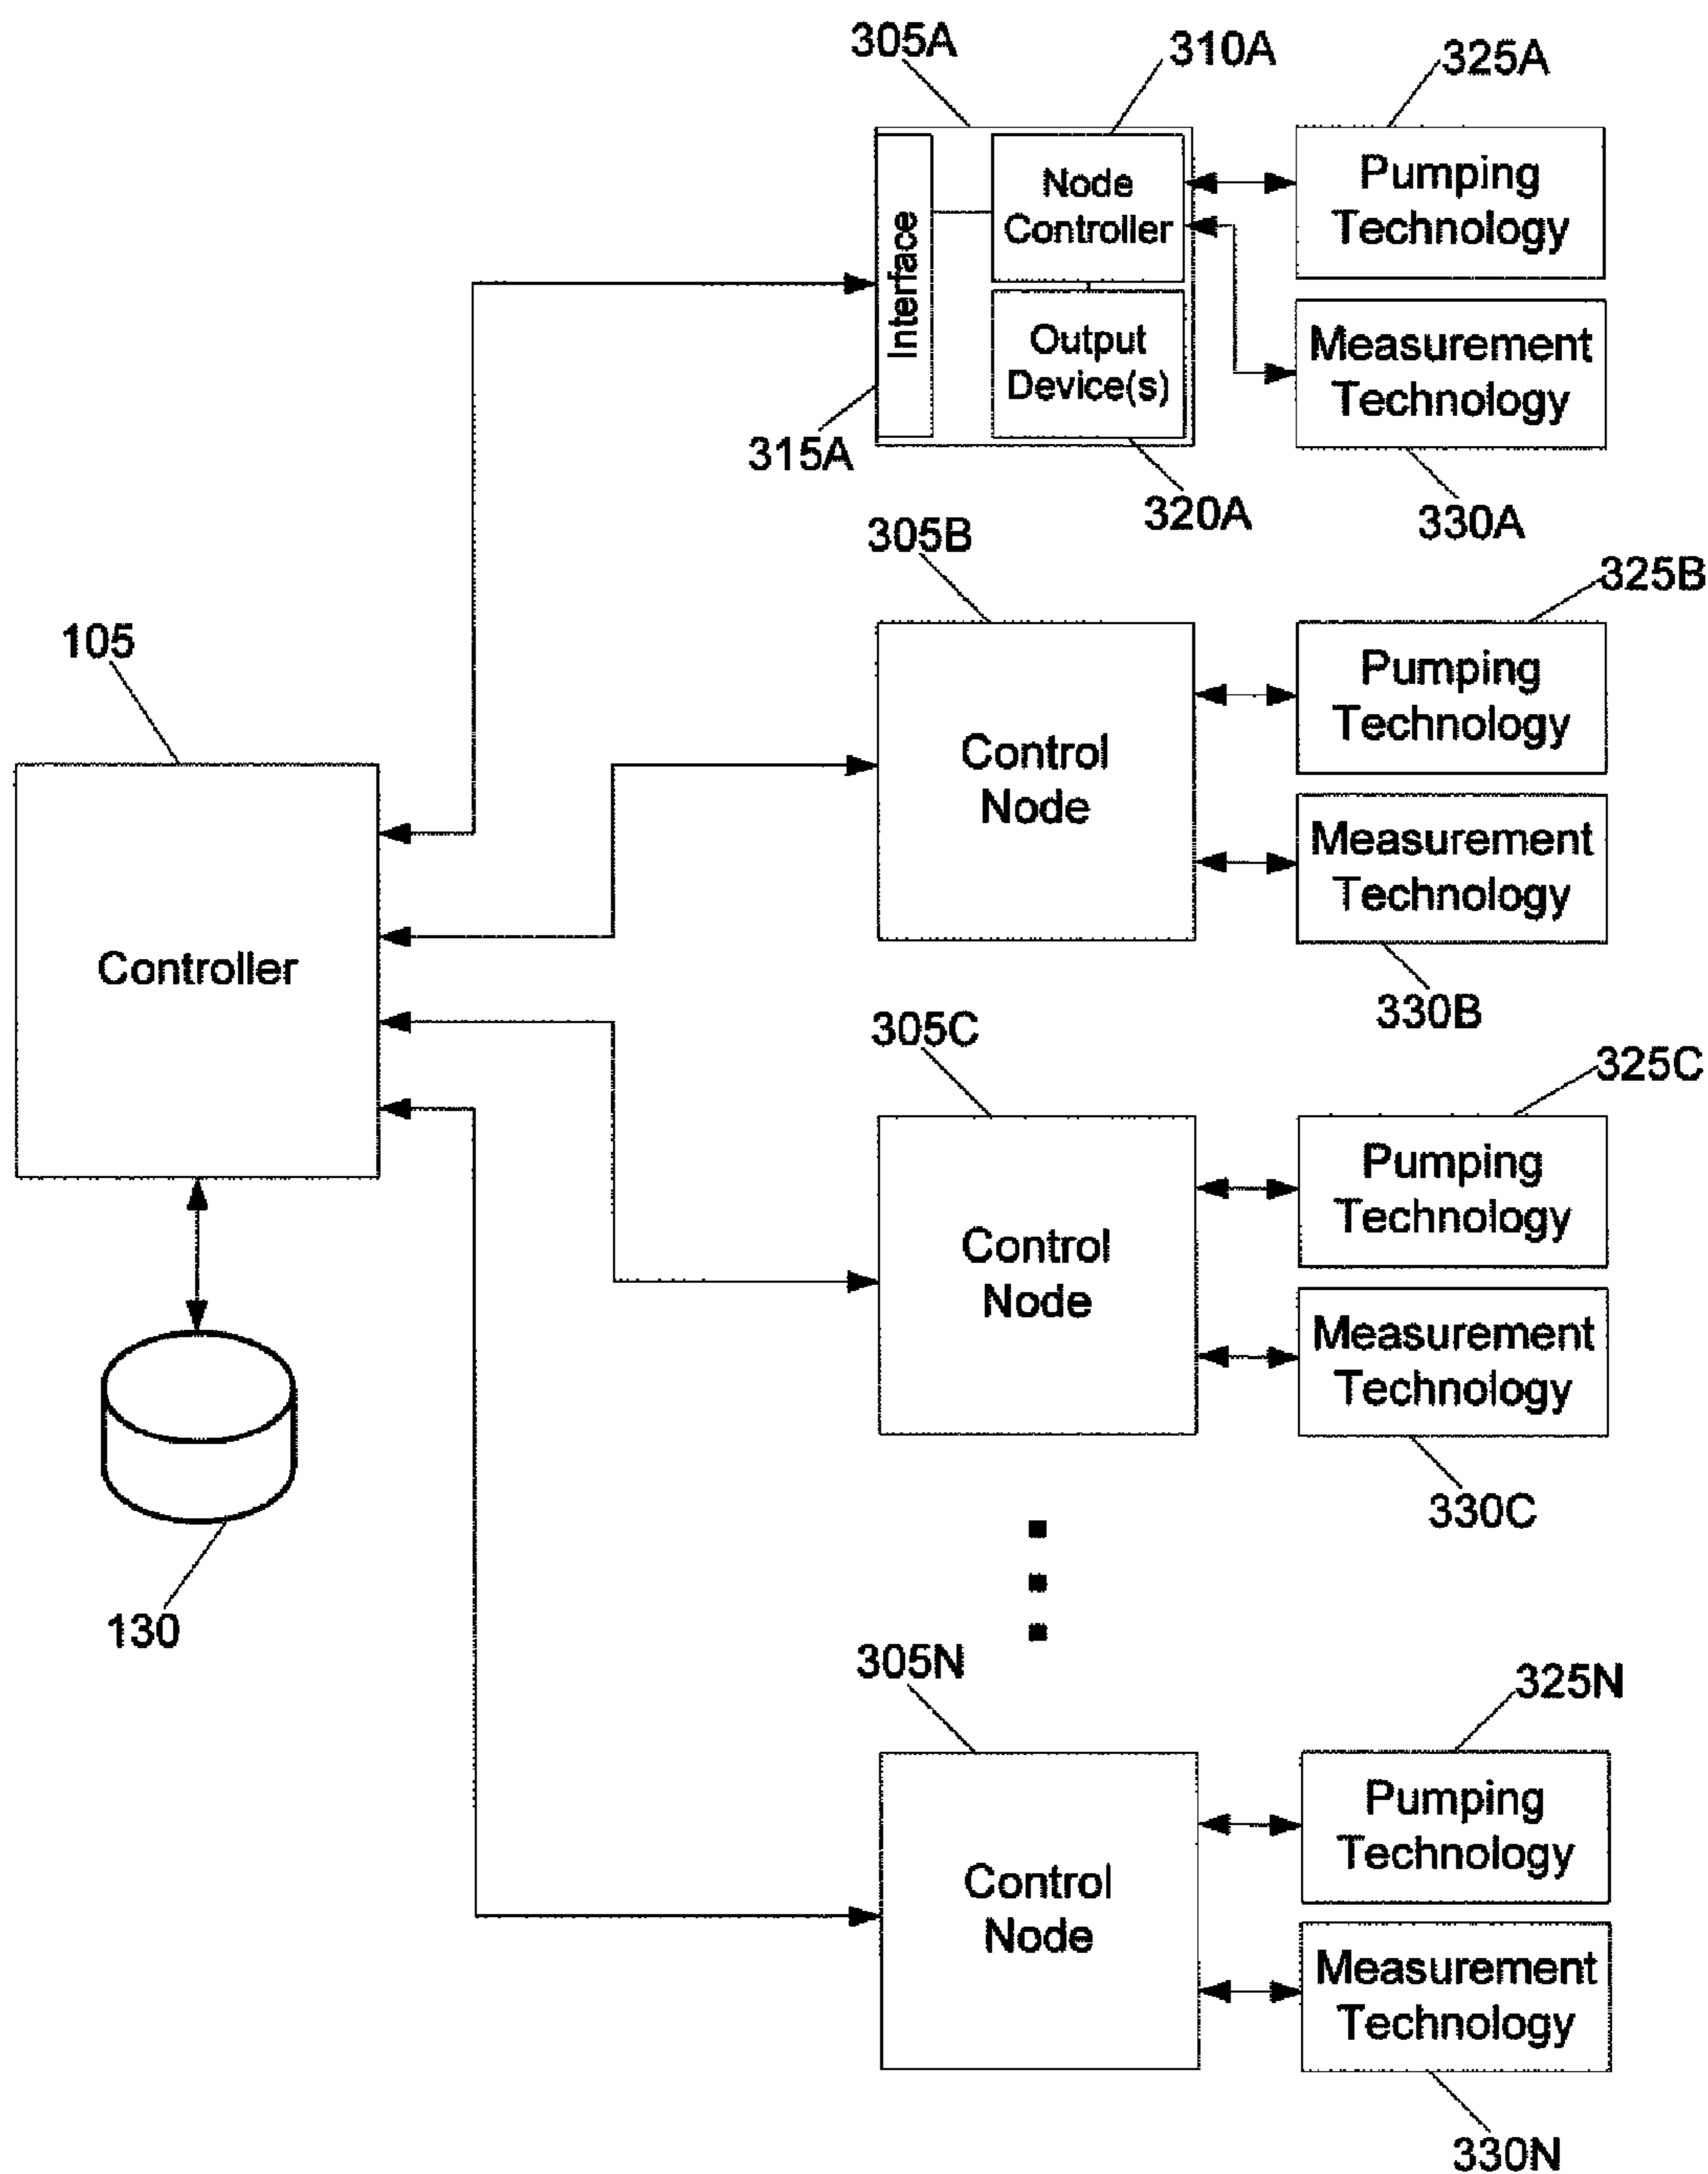 305A
310A
325A
Interface
Node
Controller
Pumping
Technology
Output
Device(s)
Measurement
Technology
315A
320A
330A
305B
325B
105
Pumping
Technology
Control
Node
Measurement
Technology
Controller
330B
305C
325C
Pumping
Technology
Control
Node
Measurement
Technology
330C
130
305N
325N
Pumping
Technology
Control
Node
Measurement
Technology
330N